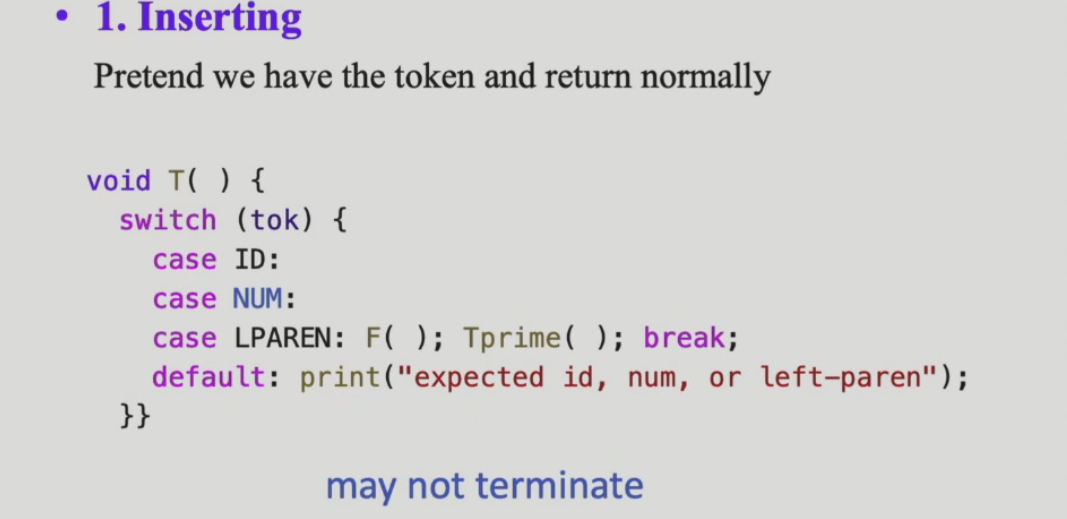 • 1. Inserting
Pretend we have the token and return normally
void T( ) {
switch (tok) {
case ID:
case NUM:
case LPAREN: F( ); Tprime( ); break;
default: print("expected id, num, or left-paren");
}}
may not terminate